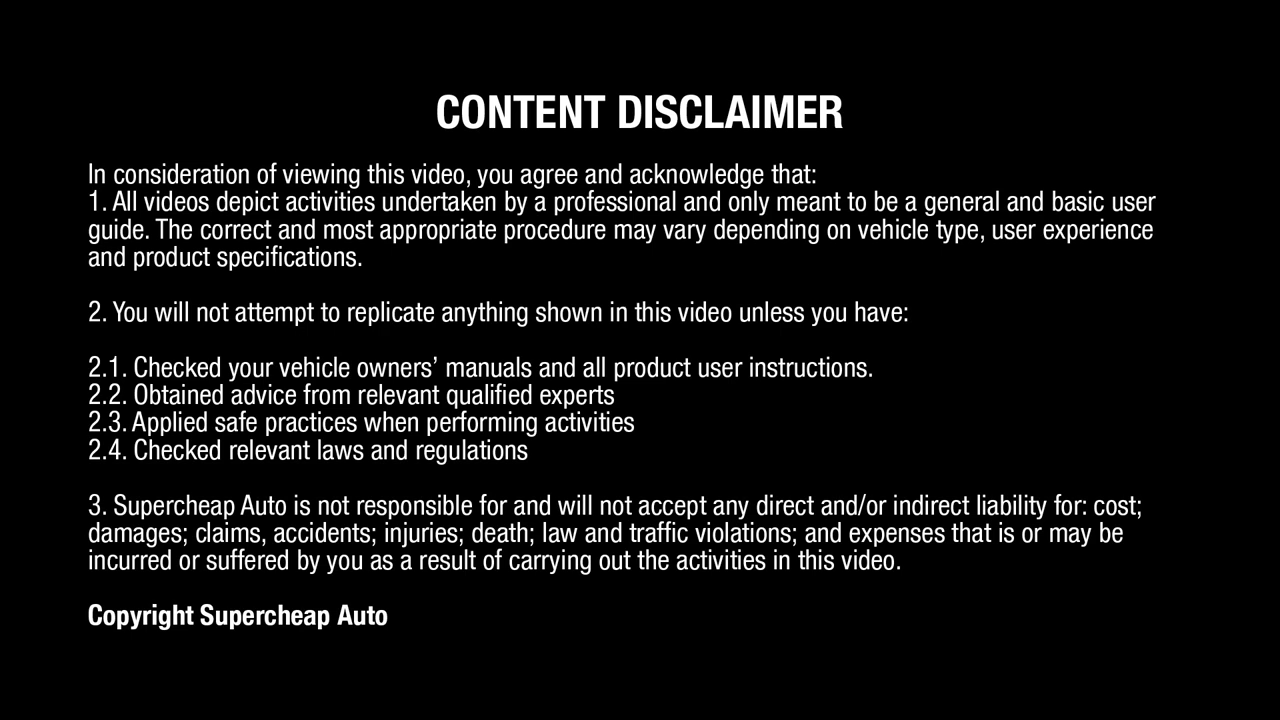 CONTENT DISCLAIMER
In consideration of viewing this video, you agree and acknowledge that:
1. All videos depict activities undertaken by a professional and only meant to be a general and basic user
guide. The correct and most appropriate procedure may vary depending on vehicle type, user experience
and product specifications.
2. You will not attempt to replicate anything shown in this video unless you have:
2.1. Checked your vehicle owners’ manuals and all product user instructions.
2.2. Obtained advice from relevant qualified experts
2.3. Applied safe practices when performing activities
2.4. Checked relevant laws and regulations
3. Supercheap Auto is not responsible for and will not accept any direct and/or indirect liability for: cost;
damages; claims, accidents; injuries; death; law and traffic violations; and expenses that is or may be
incurred or suffered by you as a result of carrying out the activities in this video.
Copyright Supercheap Auto